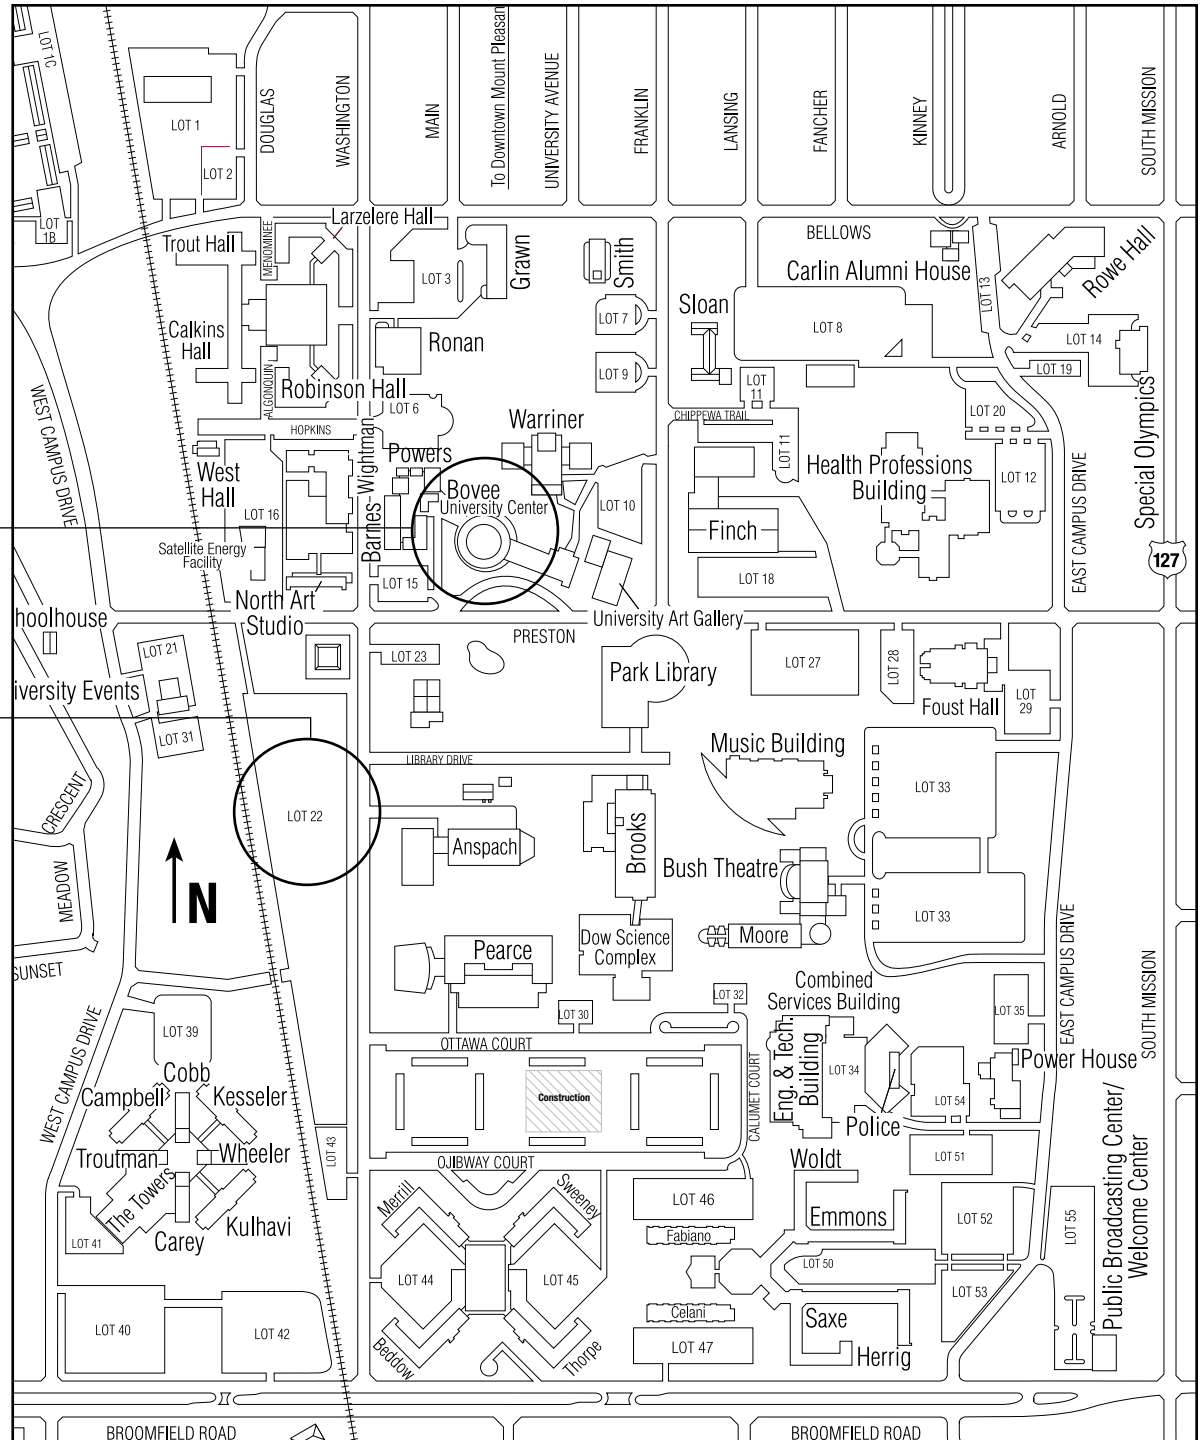 LOT 1C
LOT 1
LOT 2
LOT
1B
DOUGLAS
WASHINGTON
MAIN
To Downtown Mount Pleasan
UNIVERSITY AVENUE
FRANKLIN
LANSING
FANCHER
KINNEY
ARNOLD
SOUTH MISSION
Larzelere Hall
Trout Hall
MENOMINEE
LOT 3
Grawn
Smith
BELLOWS
Carlin Alumni House
LOT 13
Rowe Hall
Calkins
Hall
Ronan
LOT 7
Sloan
LOT 8
LOT 14
LOT 9
LOT 19
ALGONQUIN
Robinson Hall
LOT 6
LOT
11
LOT 20
WEST CAMPUS DRIVE
HOPKINS
CHIPPEWA TRAIL
LOT 11
Warriner
West
Hall
Wightman
Powers
Bovee
University Center
Health Professions
Building
LOT 12
EAST CAMPUS DRIVE
Special Olympics
LOT 16
Barnes
LOT 10
Finch
127
Satellite Energy
Facility
LOT 15
LOT 18
North Art
Studio
University Art Gallery
hoolhouse
PRESTON
LOT 21
LOT 23
Park Library
LOT 27
LOT 28
Foust Hall
LOT
29
iversity Events
LOT 31
LIBRARY DRIVE
Music Building
LOT 33
CRESCENT
LOT 22
Anspach
Brooks
Bush Theatre
MEADOW
N
LOT 33
SUNSET
Pearce
Dow Science
Complex
Moore
EAST CAMPUS DRIVE
SOUTH MISSION
Combined
Services Building
LOT 32
LOT 30
LOT 35
WEST CAMPUS DRIVE
LOT 39
OTTAWA COURT
Eng. & Tech.
Building
LOT 34
Power House
Cobb
Campbell
Kesseler
Construction
CALUMET COURT
LOT 54
Police
Troutman
Wheeler
LOT 43
OJIBWAY COURT
Woldt
LOT 51
The Towers
Merrill
Sweeney
LOT 46
Emmons
LOT 52
LOT 55
Public Broadcasting Center/
Welcome Center
LOT 41
Carey
Kulhavi
Fabiano
LOT 44
LOT 45
LOT 50
LOT 53
Celani
Saxe
LOT 40
LOT 42
Beddow
Thorpe
LOT 47
Herrig
BROOMFIELD ROAD
BROOMFIELD ROAD